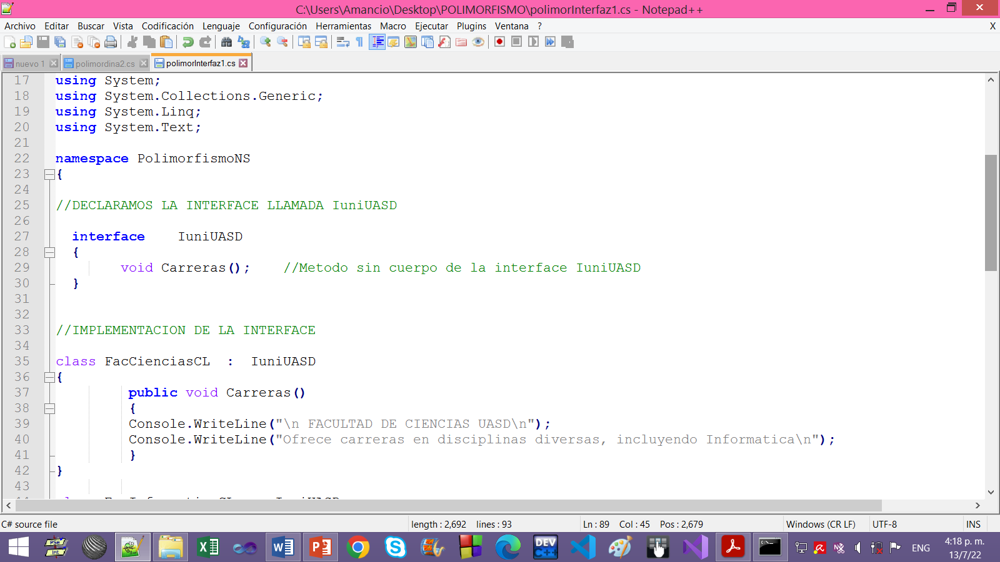 C:\Users\Amancio\Desktop\POLIMORFISMO\polimorInterfaz1.cs - Notepad++
Archivo Editar Buscar Vista Codificación Lenguaje Configuración Herramientas Macro Ejecutar Plugins Ventana ? X
nuevo 1 polimordina2.cs polimorInterfaz1.cs
17 using System;
18 using System.Collections.Generic;
19 using System.Linq;
20 using System.Text;
21
22 namespace PolimorfismoNS
23 {
24
25 //DECLARAMOS LA INTERFACE LLAMADA IuniUASD
26
27 interface IuniUASD
28 {
29 void Carreras(); //Metodo sin cuerpo de la interface IuniUASD
30 }
31
32
33 //IMPLEMENTACION DE LA INTERFACE
34
35 class FacCienciasCL : IuniUASD
36 {
37 public void Carreras()
38 {
39 Console.WriteLine("\n FACULTAD DE CIENCIAS UASD\n");
40 Console.WriteLine("Ofrece carreras en disciplinas diversas, incluyendo Informatica\n");
41 }
42 }
43
C# source file length : 2,692 lines : 93 Ln : 89 Col : 45 Pos : 2,679 Windows (CR LF) UTF-8 INS
ENG 4:18 p. m.
13/7/22